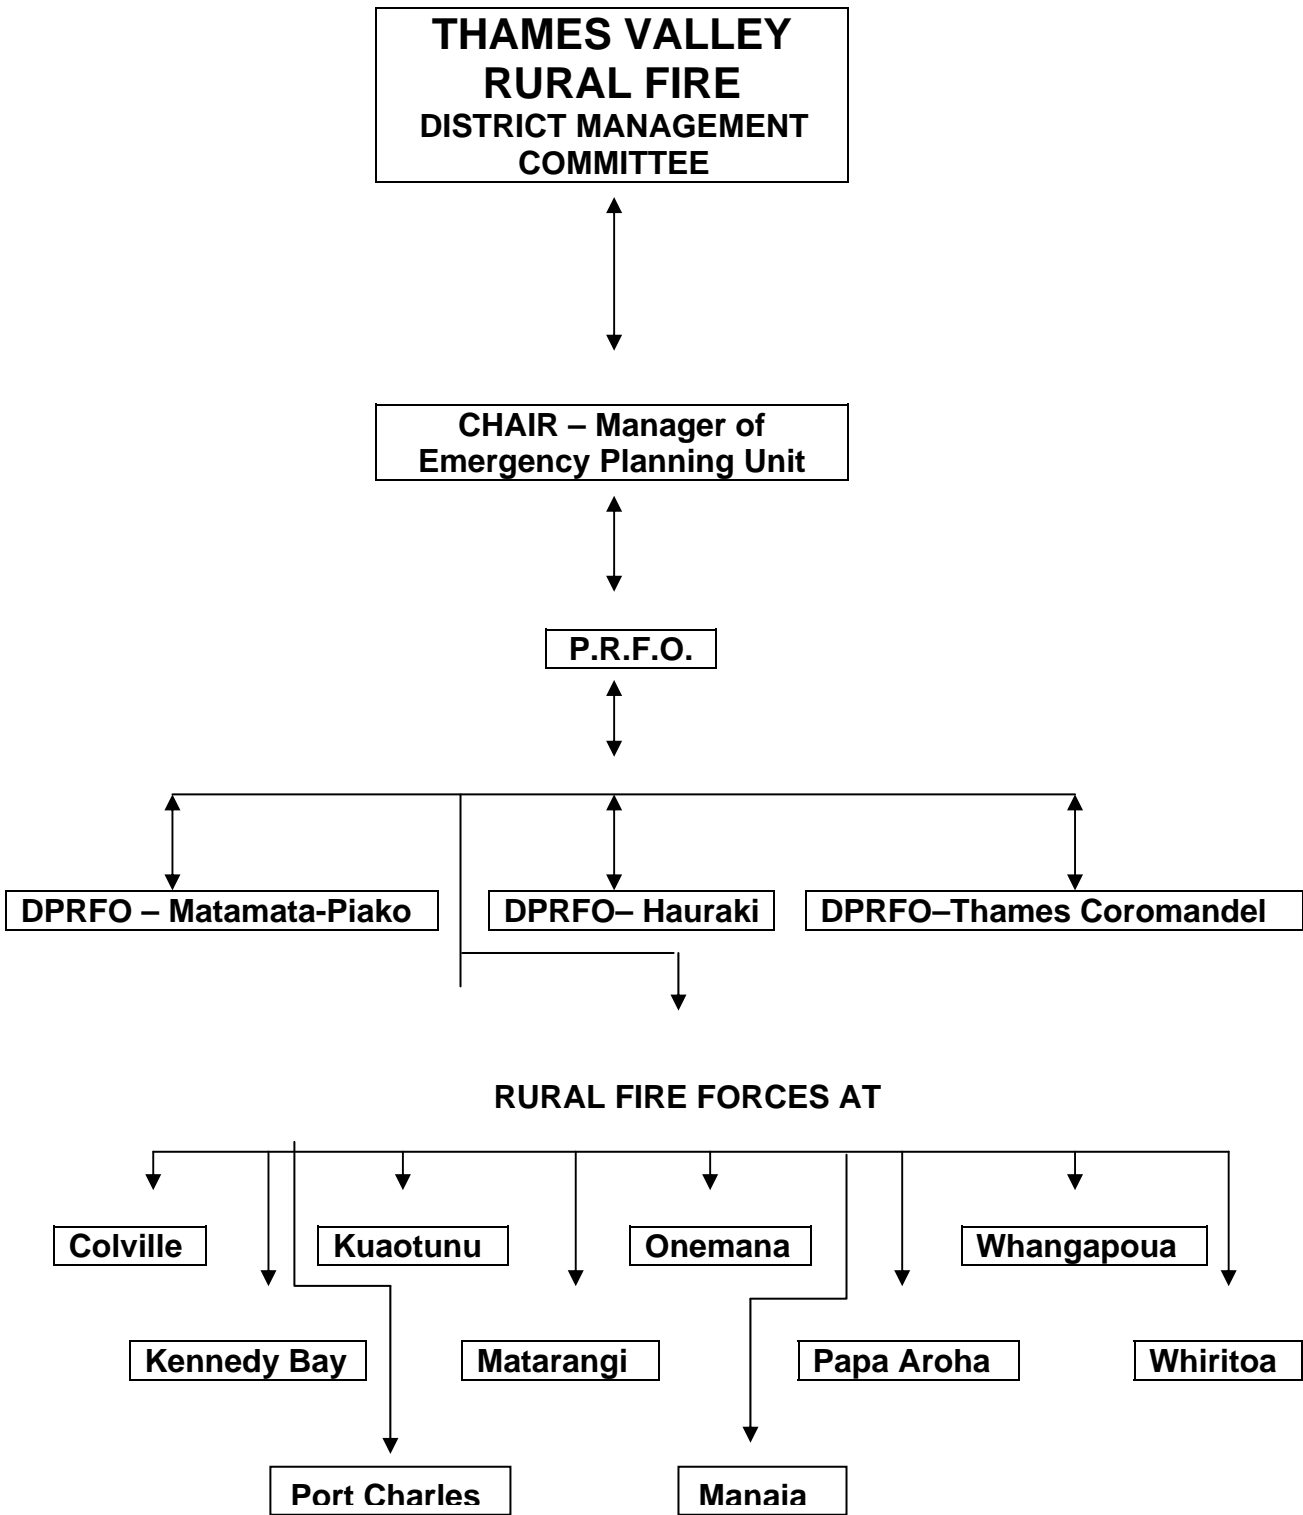 THAMES VALLEY
RURAL FIRE
DISTRICT MANAGEMENT
COMMITTEE
CHAIR – Manager of
Emergency Planning Unit
P.R.F.O.
DPRFO – Matamata-Piako
DPRFO– Hauraki
DPRFO–Thames Coromandel
RURAL FIRE FORCES AT
Colville
Kuaotunu
Onemana
Whangapoua
Kennedy Bay
Matarangi
Papa Aroha
Whiritoa
Port Charles
Manaia